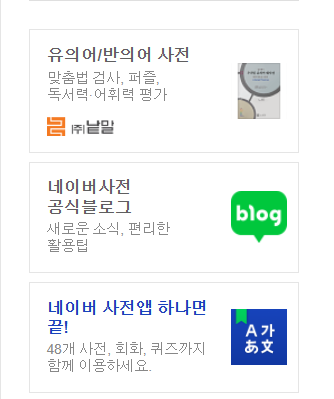 유의어/반의어 사전
맞춤법 검사, 퍼즐,
독서력·어휘력 평가
㈜낱말
네이버사전
공식블로그
새로운 소식, 편리한
활용팁
blog
네이버 사전앱 하나면
끝!
48개 사전, 회화, 퀴즈까지
함께 이용하세요.
A 가
あ 文